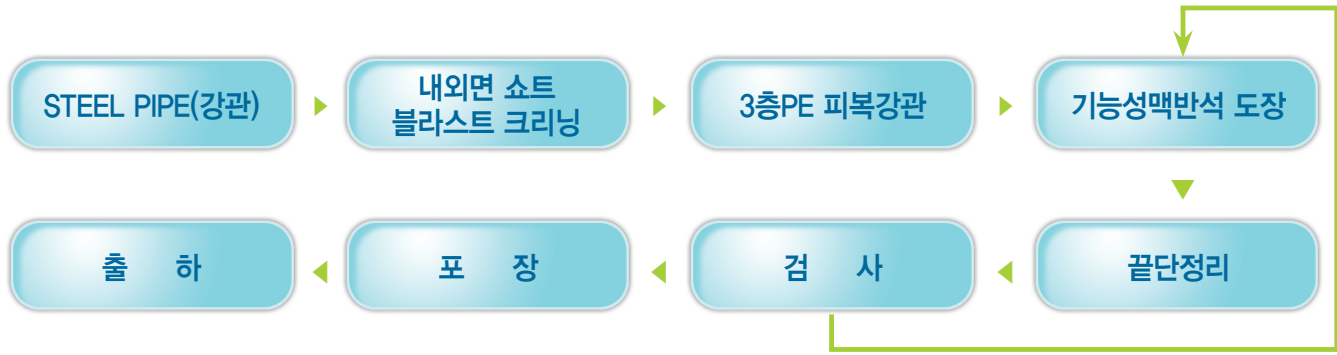 STEEL PIPE(강관)
내외면 쇼트
블라스트 크리닝
3층PE 피복강관
기능성맥반석 도장
끝단정리
검 사
포 장
출 하